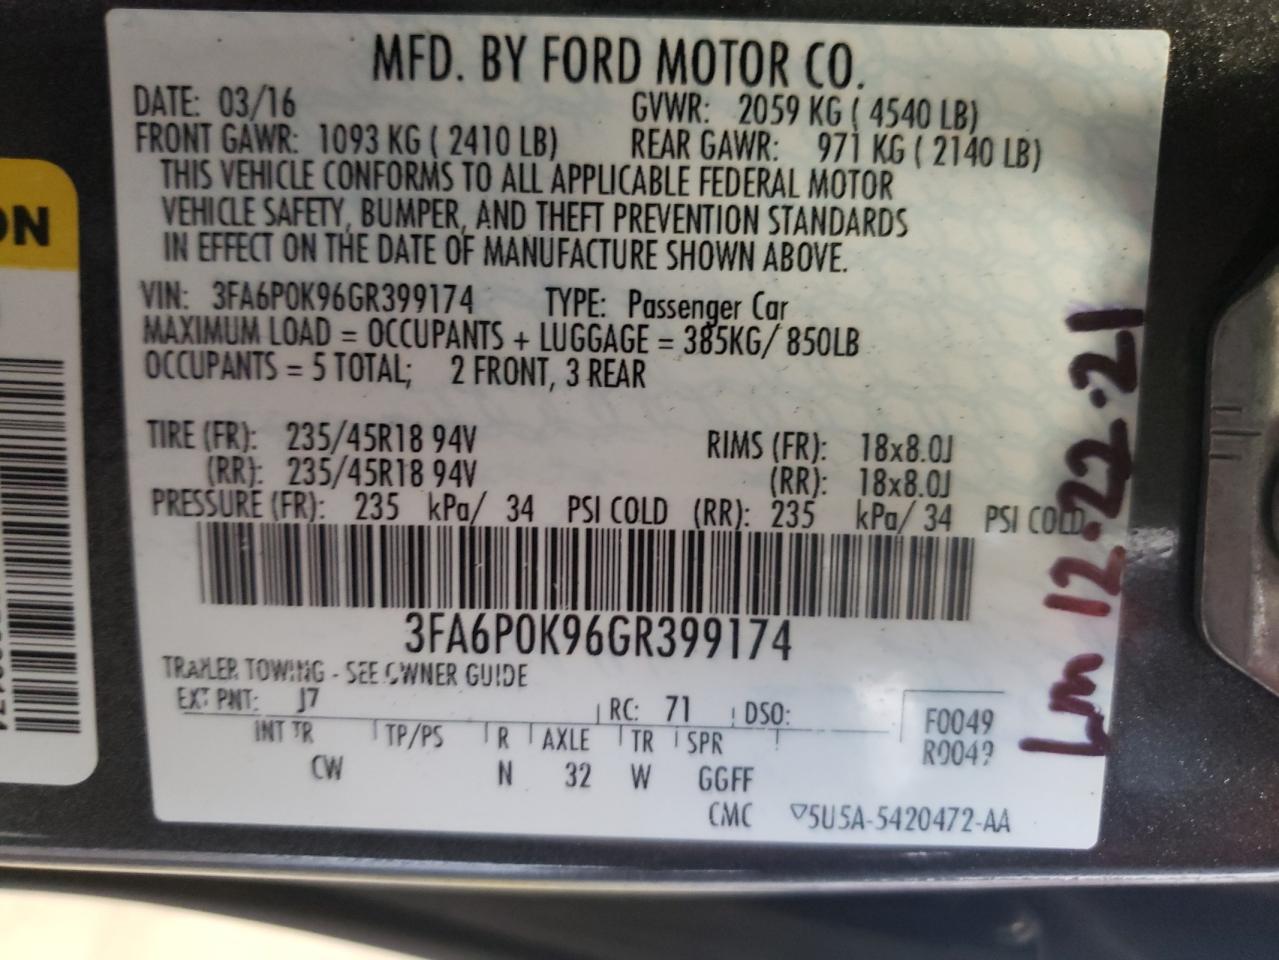 MFD. BY FORD MOTOR CO.
DATE: 03/16 GVWR: 2059 KG ( 4540 LB)
FRONT GAWR: 1093 KG ( 2410 LB) REAR GAWR: 971 KG ( 2140 LB)
THIS VEHICLE CONFORMS TO ALL APPLICABLE FEDERAL MOTOR
VEHICLE SAFETY, BUMPER, AND THEFT PREVENTION STANDARDS
IN EFFECT ON THE DATE OF MANUFACTURE SHOWN ABOVE.
VIN: 3FA6P0K96GR399174 TYPE: Passenger Car
MAXIMUM LOAD = OCCUPANTS + LUGGAGE = 385KG/ 850LB
OCCUPANTS = 5 TOTAL; 2 FRONT, 3 REAR
TIRE (FR): 235/45R18 94V RIMS (FR): 18x8.0J
(RR): 235/45R18 94V (RR): 18x8.0J
PRESSURE (FR): 235 kPa/ 34 PSI COLD (RR): 235 kPa/ 34 PSI COLD
3FA6P0K96GR399174
TRAILER TOWING - SEE OWNER GUIDE
EXT PNT: J7 RC: 71 DSO: F0049
INT TR TP/PS R AXLE TR SPR R0049
CW N 32 W GGFF
CMC 5U5A-5420472-AA
Lm 12.22.21
ON